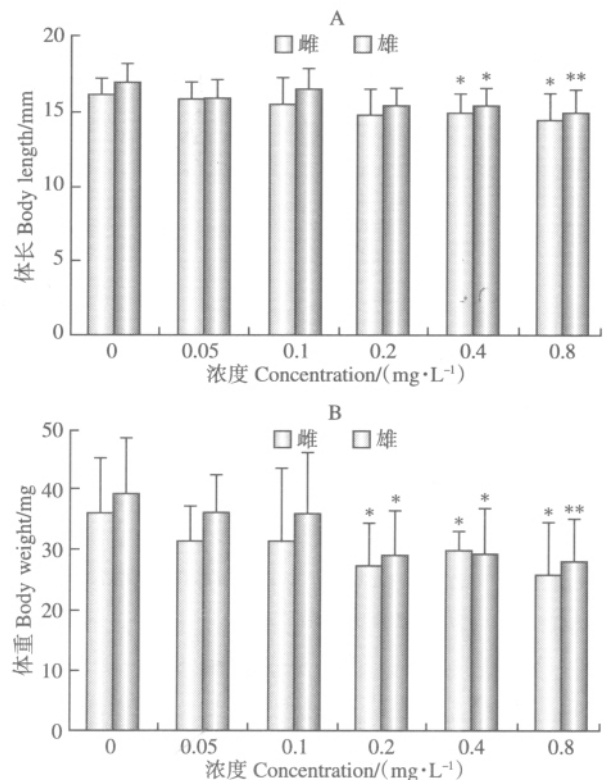 A
雌 雄
20
15
10
5
0
* * * **
体长 Body length/mm
0 0.05 0.1 0.2 0.4 0.8
浓度 Concentration/(mg·L⁻¹)
B
雌 雄
50
40
30
20
10
0
* * * * * **
体重 Body weight/mg
0 0.05 0.1 0.2 0.4 0.8
浓度 Concentration/(mg·L⁻¹)